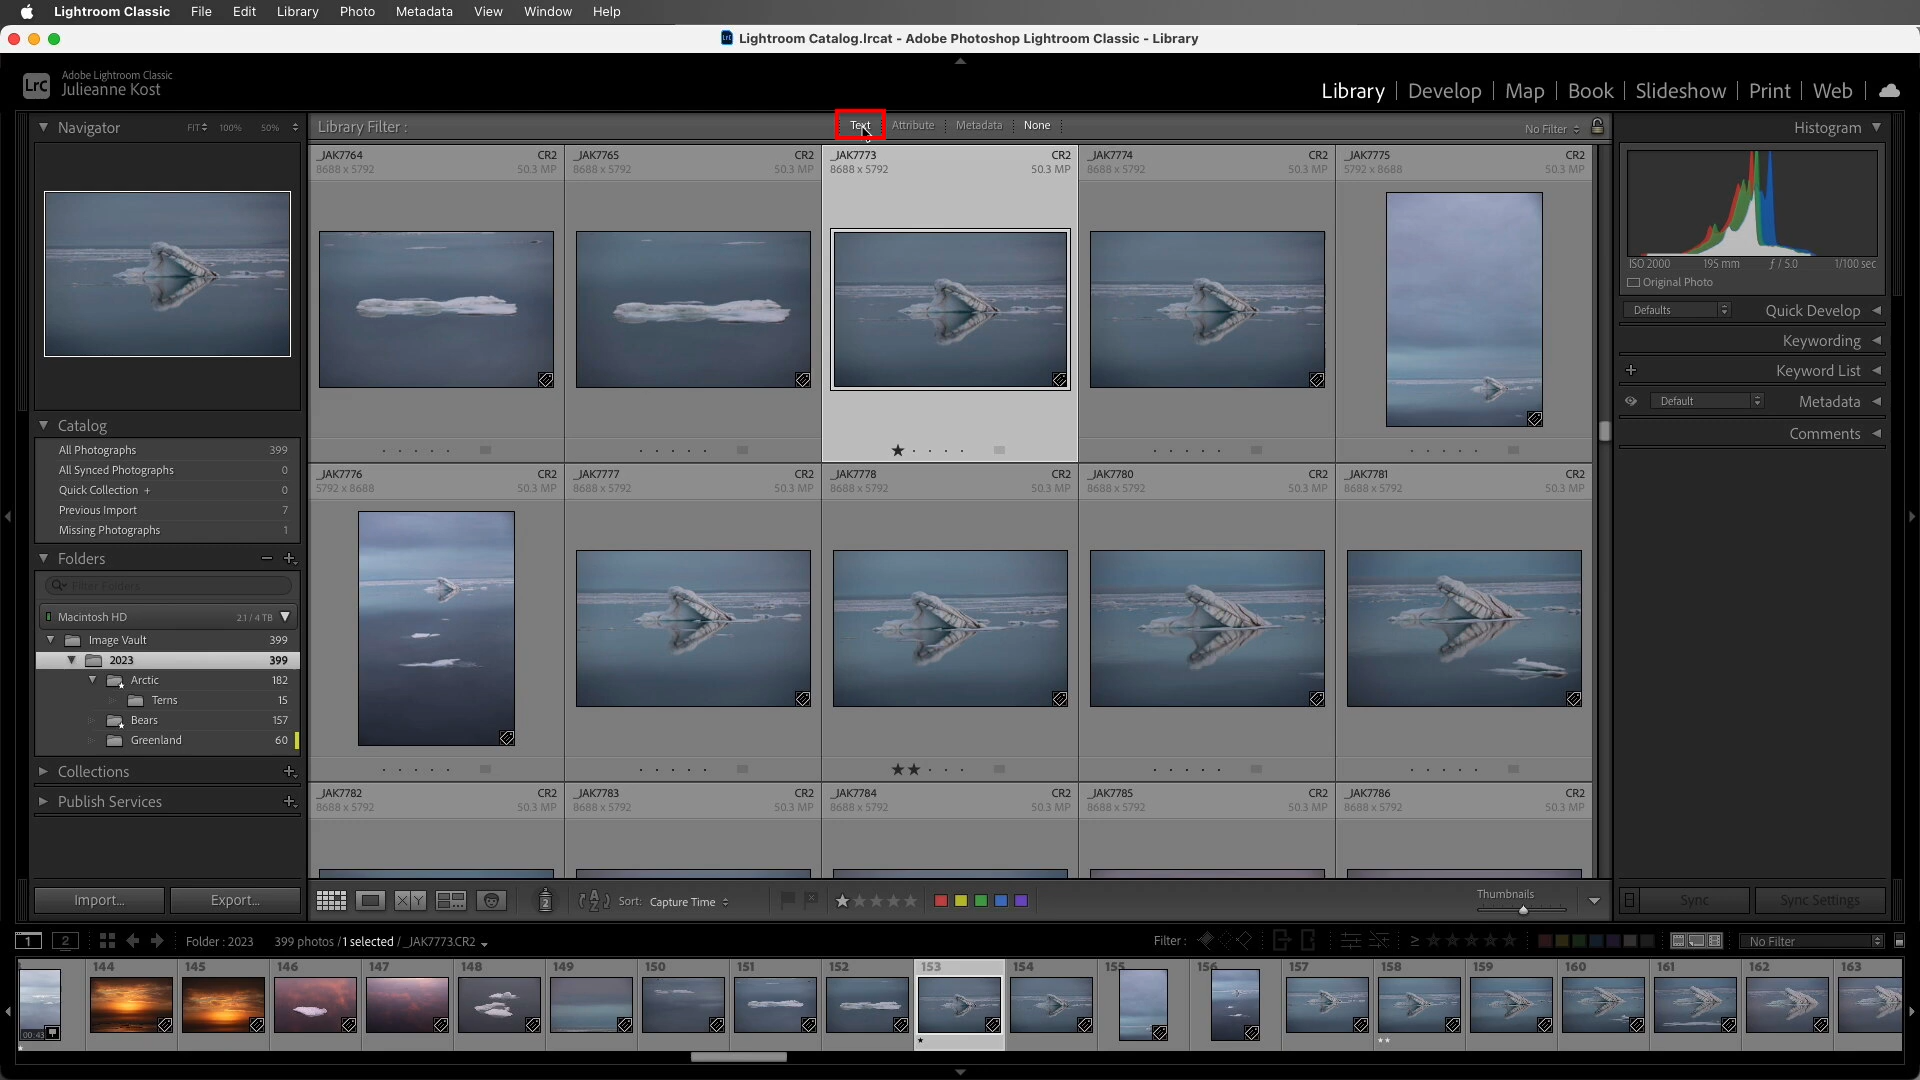 Lightroom Classic File Edit Library Photo Metadata View Window Help
Lightroom Catalog.lrcat - Adobe Photoshop Lightroom Classic - Library
LrC
Adobe Lightroom Classic
Julieanne Kost
Library Develop Map Book Slideshow Print Web
Navigator FIT 100% 50%
Library Filter : Text Attribute Metadata None No Filter
Histogram
_JAK7764 CR2 _JAK7765 CR2 _JAK7773 CR2 _JAK7774 CR2 _JAK7775 CR2
8688 x 5792 50.3 MP 8688 x 5792 50.3 MP 8688 x 5792 50.3 MP 8688 x 5792 50.3 MP 5792 x 8688 50.3 MP
ISO 2000 195 mm ƒ / 5.0 1/100 sec
Original Photo
Defaults Quick Develop
Keywording
+ Keyword List
Default Metadata
Comments
Catalog
All Photographs 399
All Synced Photographs 0
Quick Collection + 0
Previous Import 7
Missing Photographs 1
_JAK7776 CR2 _JAK7777 CR2 _JAK7778 CR2 _JAK7780 CR2 _JAK7781 CR2
5792 x 8688 50.3 MP 8688 x 5792 50.3 MP 8688 x 5792 50.3 MP 8688 x 5792 50.3 MP 8688 x 5792 50.3 MP
Folders
Filter Folders
Macintosh HD 2.1 / 4 TB
Image Vault 399
2023 399
Arctic 182
Terns 15
Bears 157
Greenland 60
Collections
Publish Services
_JAK7782 CR2 _JAK7783 CR2 _JAK7784 CR2 _JAK7785 CR2 _JAK7786 CR2
8688 x 5792 50.3 MP 8688 x 5792 50.3 MP 8688 x 5792 50.3 MP 8688 x 5792 50.3 MP 8688 x 5792 50.3 MP
Import... Export... X Y 2 Sort: Capture Time Thumbnails Sync Sync Settings
1 2 Folder : 2023 399 photos / 1 selected / _JAK7773.CR2 Filter : ≥ No Filter
144 145 146 147 148 149 150 151 152 153 154 155 156 157 158 159 160 161 162 163
00:43